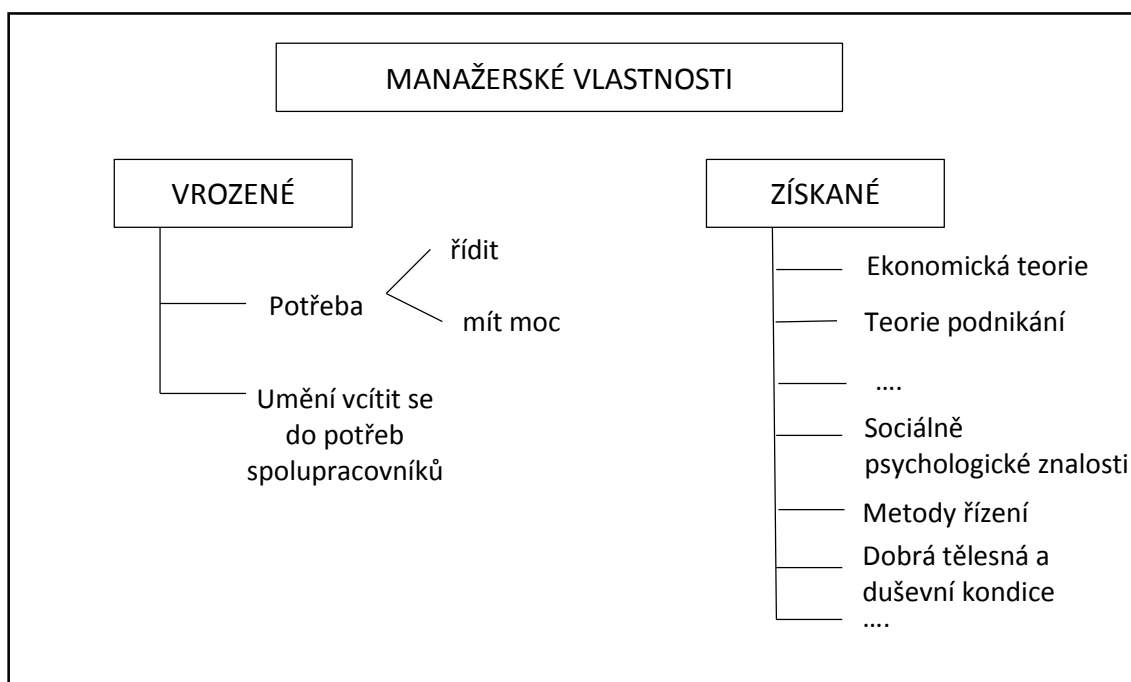 MANAŽERSKÉ VLASTNOSTI
VROZENÉ
řídit
Potřeba
mít moc
Umění vcítit se
do potřeb
spolupracovníků
ZÍSKANÉ
Ekonomická teorie
Teorie podnikání
....
Sociálně
psychologické znalosti
Metody řízení
Dobrá tělesná a
duševní kondice
....